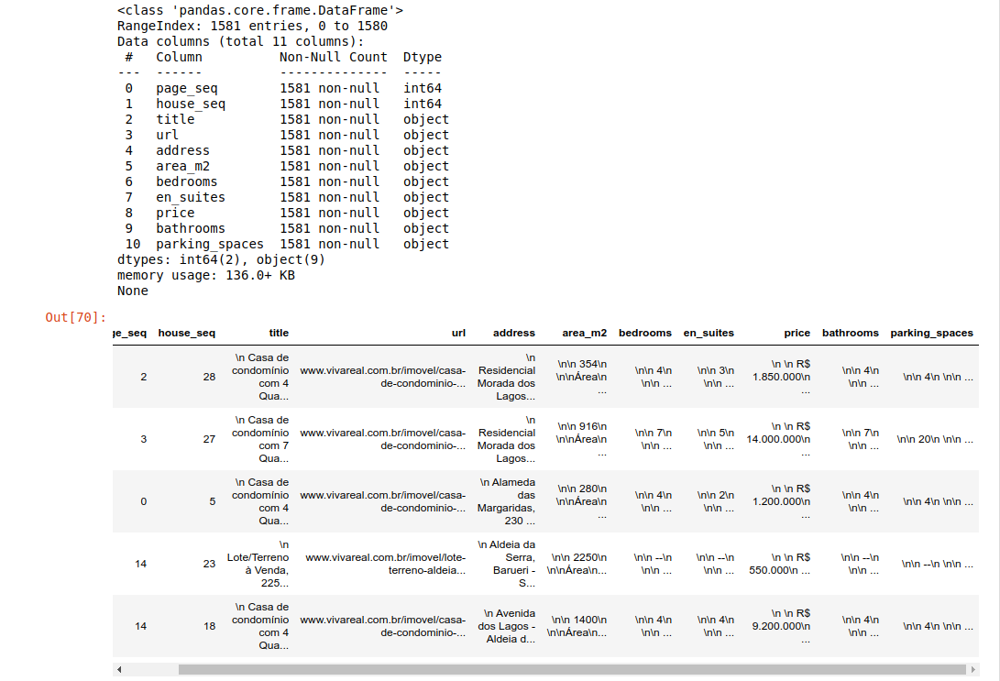 <class 'pandas.core.frame.DataFrame'>
RangeIndex: 1581 entries, 0 to 1580
Data columns (total 11 columns):
 #   Column          Non-Null Count  Dtype
---  ------          --------------  -----
 0   page_seq        1581 non-null   int64
 1   house_seq       1581 non-null   int64
 2   title           1581 non-null   object
 3   url             1581 non-null   object
 4   address         1581 non-null   object
 5   area_m2         1581 non-null   object
 6   bedrooms        1581 non-null   object
 7   en_suites       1581 non-null   object
 8   price           1581 non-null   object
 9   bathrooms       1581 non-null   object
 10  parking_spaces  1581 non-null   object
dtypes: int64(2), object(9)
memory usage: 136.0+ KB
None
Out[70]:
ge_seq house_seq title url address area_m2 bedrooms en_suites price bathrooms parking_spaces
2 28 \n Casa de condomínio com 4 Qua... www.vivareal.com.br/imovel/casa-de-condominio-... \n Residencial Morada dos Lagos... \n\n 354\n \n\nÁrea\n ... \n\n 4\n \n\n ... \n\n 3\n \n\n ... \n \n R$ 1.850.000\n ... \n\n 4\n \n\n ... \n\n 4\n \n\n ...
3 27 \n Casa de condomínio com 7 Qua... www.vivareal.com.br/imovel/casa-de-condominio-... \n Residencial Morada dos Lagos... \n\n 916\n \n\nÁrea\n ... \n\n 7\n \n\n ... \n\n 5\n \n\n ... \n \n R$ 14.000.000\n ... \n\n 7\n \n\n ... \n\n 20\n \n\n ...
0 5 \n Casa de condomínio com 4 Qua... www.vivareal.com.br/imovel/casa-de-condominio-... \n Alameda das Margaridas, 230 ... \n\n 280\n \n\nÁrea\n ... \n\n 4\n \n\n ... \n\n 2\n \n\n ... \n \n R$ 1.200.000\n ... \n\n 4\n \n\n ... \n\n 4\n \n\n ...
14 23 \n Lote/Terreno à Venda, 225... www.vivareal.com.br/imovel/lote-terreno-aldeia... \n Aldeia da Serra, Barueri - S... \n\n 2250\n \n\nÁrea\n... \n\n --\n \n\n ... \n\n --\n \n\n ... \n \n R$ 550.000\n ... \n\n --\n \n\n ... \n\n --\n \n\n ...
14 18 \n Casa de condomínio com 4 Qua... www.vivareal.com.br/imovel/casa-de-condominio-... \n Avenida dos Lagos - Aldeia d... \n\n 1400\n \n\nÁrea\n... \n\n 4\n \n\n ... \n\n 4\n \n\n ... \n \n R$ 9.200.000\n ... \n\n 4\n \n\n ... \n\n 4\n \n\n ...